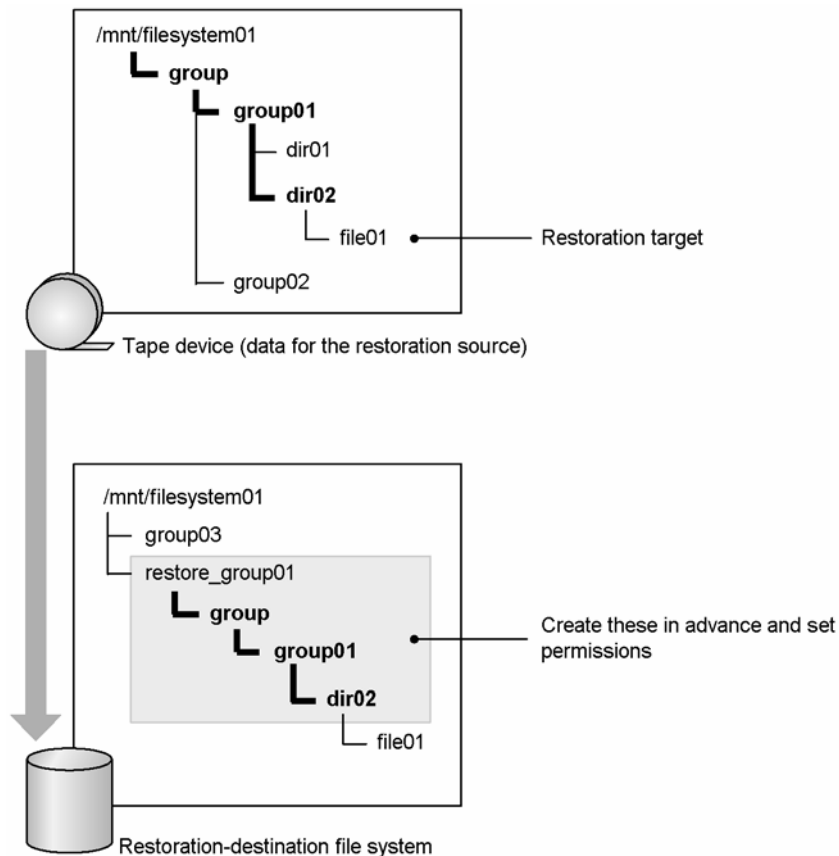 /mnt/filesystem01
group
group01
dir01
dir02
file01
Restoration target
group02
Tape device (data for the restoration source)
/mnt/filesystem01
group03
restore_group01
group
group01
dir02
file01
Create these in advance and set
permissions
Restoration-destination file system